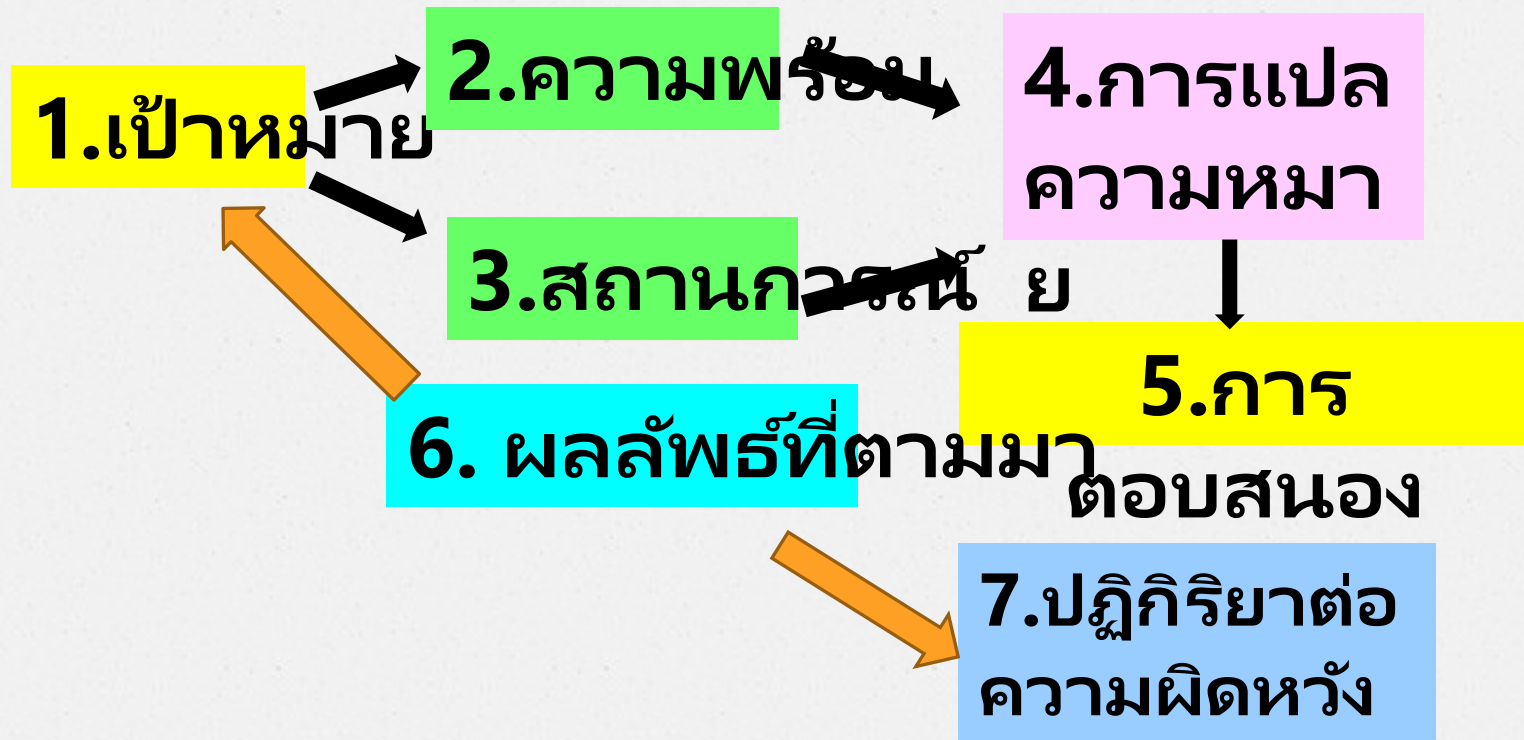 1.เป้าหมาย
2.ความพร้อม
3.สถานการณ์
4.การแปล
ความหมา
ย
5.การ
ตอบสนอง
6. ผลลัพธ์ที่ตามมา
7.ปฏิกิริยาต่อ
ความผิดหวัง